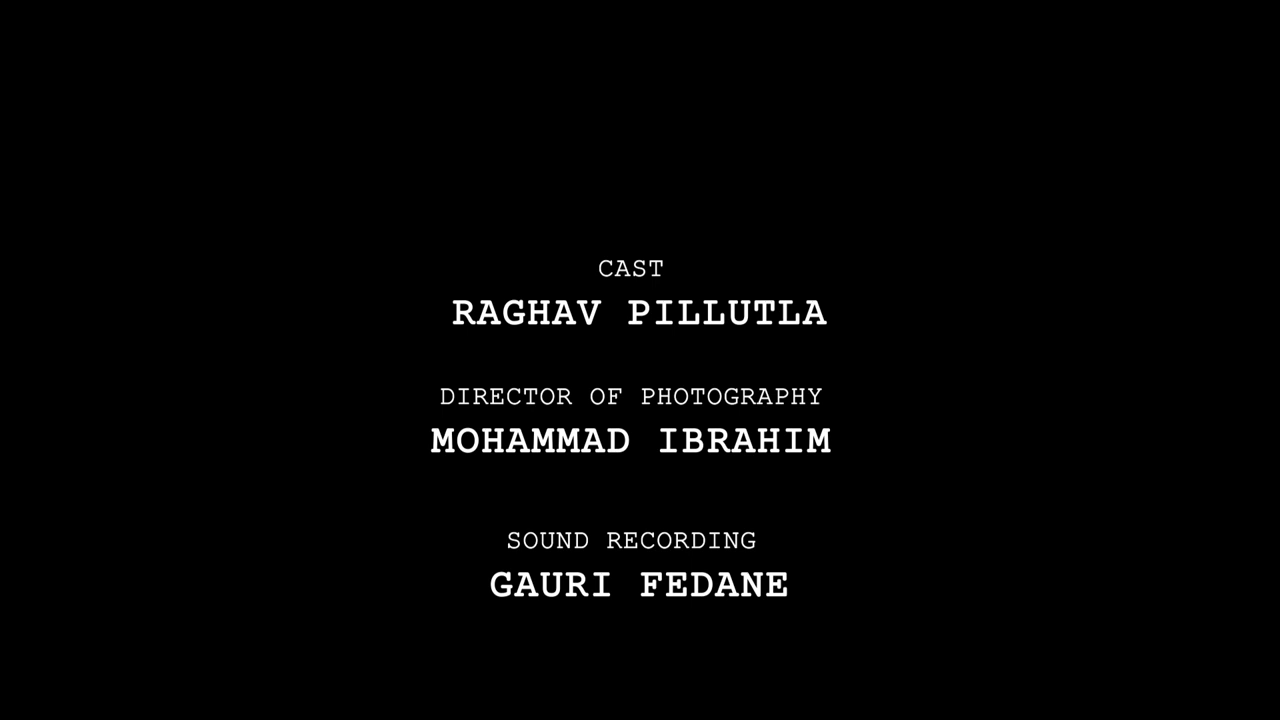 CAST
RAGHAV PILLUTLA
DIRECTOR OF PHOTOGRAPHY
MOHAMMAD IBRAHIM
SOUND RECORDING
GAURI FEDANE